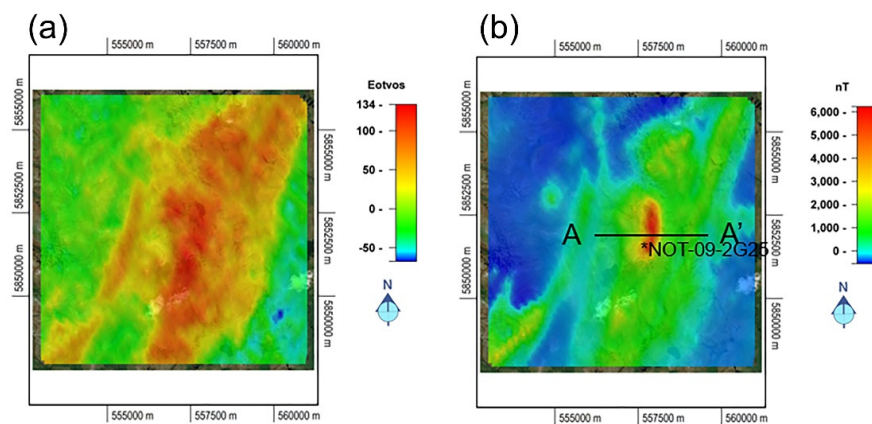 (a)
555000 m
557500 m
560000 m
5855000 m
5852500 m
5850000 m
5855000 m
5852500 m
5850000 m
555000 m
557500 m
560000 m
Eotvos
134 -
100 -
50 -
0 -
-50 -
N
(b)
555000 m
557500 m
560000 m
5855000 m
5852500 m
5850000 m
5855000 m
5852500 m
5850000 m
A
A'
*NOT-09-2G25
555000 m
557500 m
560000 m
nT
6,000 -
5,000 -
4,000 -
3,000 -
2,000 -
1,000 -
0 -
N